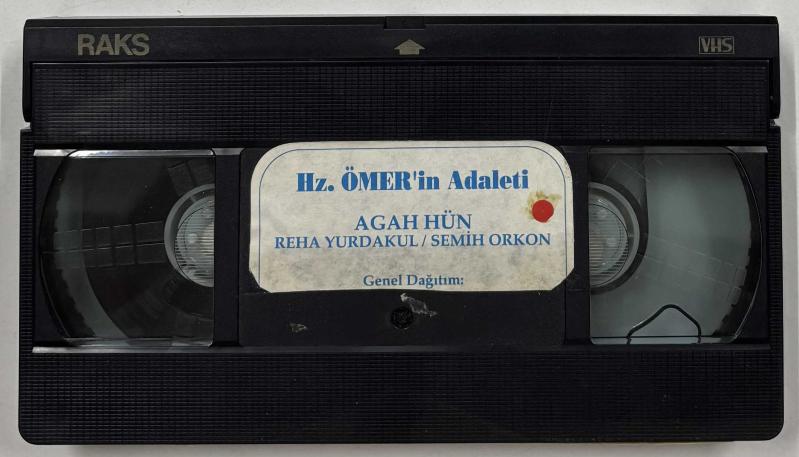 RAKS
VHS
Hz. ÖMER'in Adaleti
AGAH HÜN
REHA YURDAKUL / SEMİH ORKON
Genel Dağıtım: